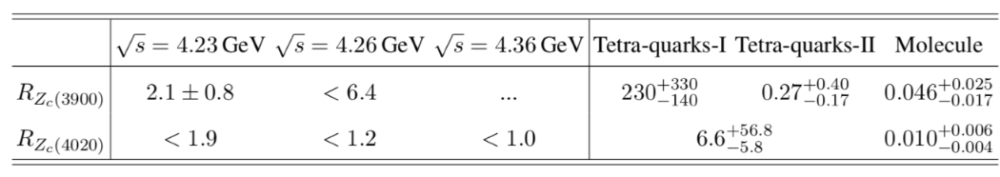 √s = 4.23 GeV √s = 4.26 GeV √s = 4.36 GeV Tetra-quarks-I Tetra-quarks-II Molecule
R_{Z_c(3900)} 2.1 ± 0.8 < 6.4 ... 230^{+330}_{-140} 0.27^{+0.40}_{-0.17} 0.046^{+0.025}_{-0.017}
R_{Z_c(4020)} < 1.9 < 1.2 < 1.0 6.6^{+56.8}_{-5.8} 0.010^{+0.006}_{-0.004}